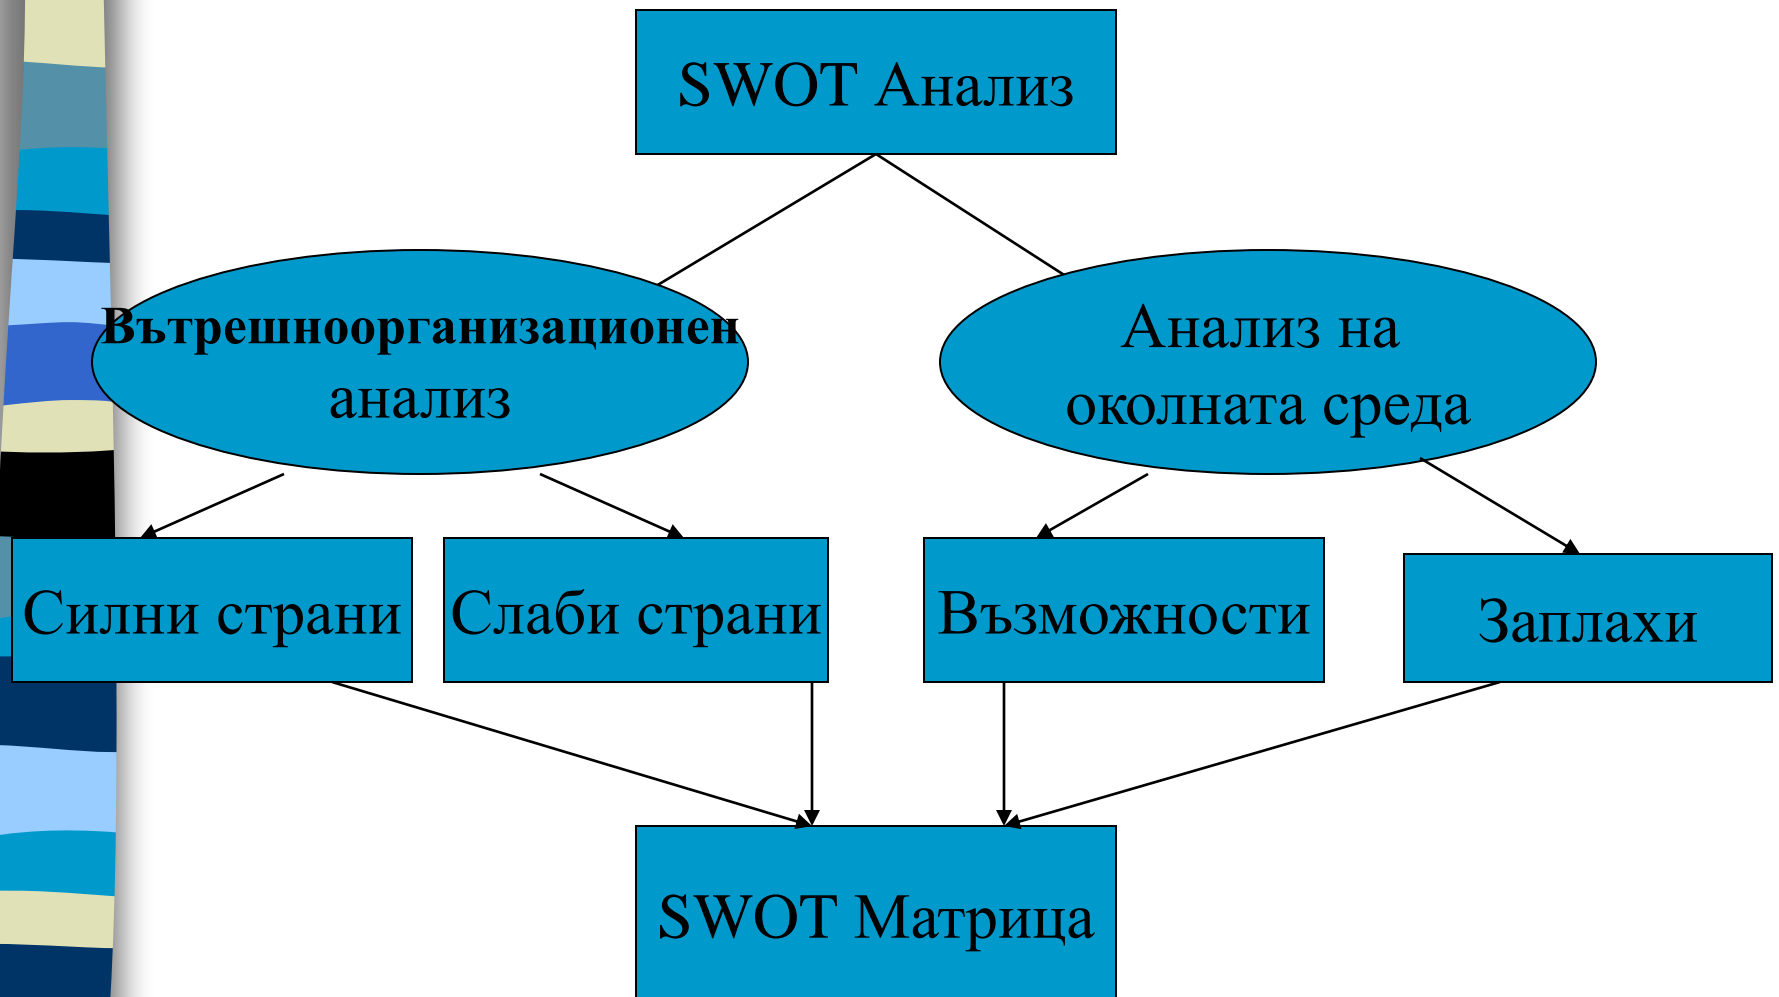 SWOT Анализ
Вътрешноорганизационен
анализ
Анализ на
околната среда
Силни страни
Слаби страни
Възможности
Заплахи
SWOT Матрица